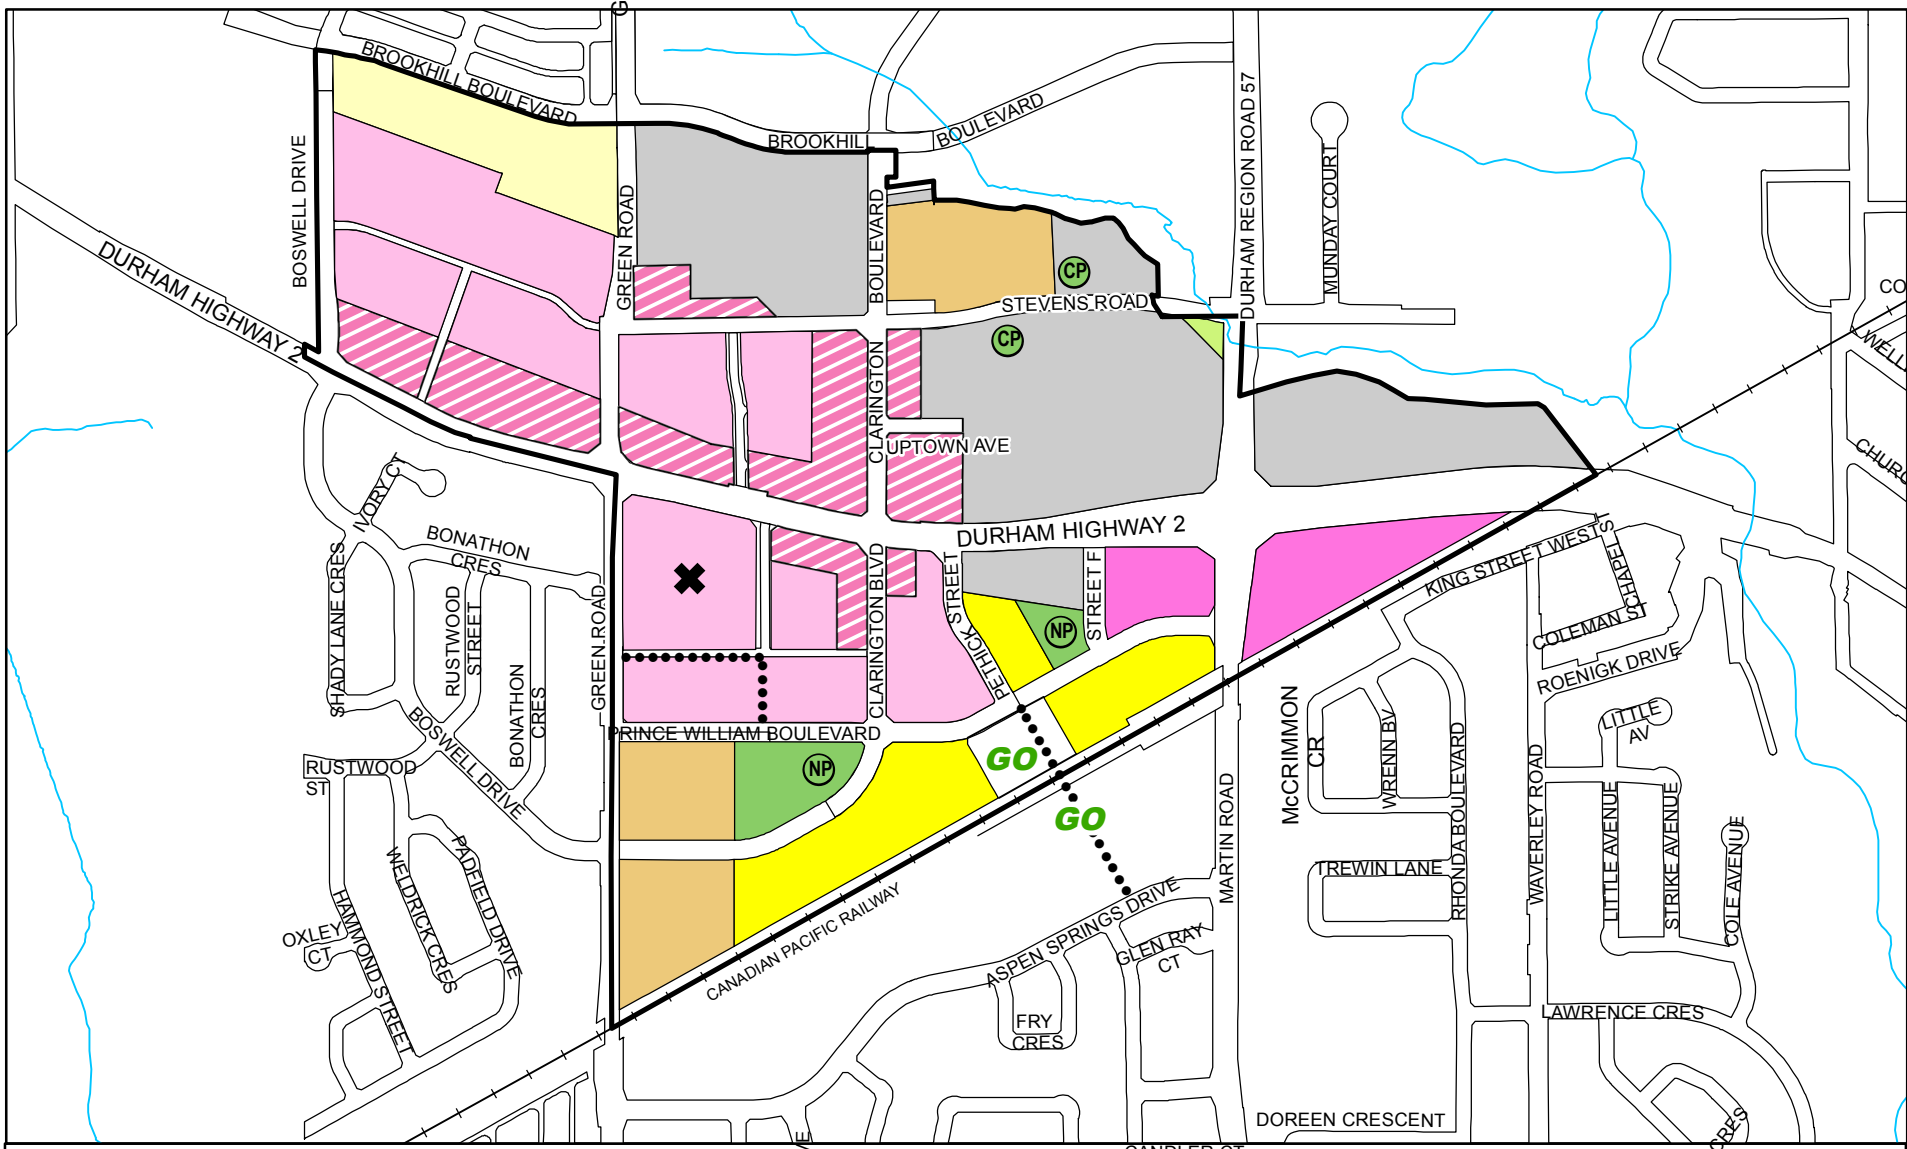 G
BROOKHILL BOULEVARD
BROOKHILL
BOULEVARD
BOSWELL DRIVE
GREEN ROAD
BOULEVARD
DURHAM REGION ROAD 57
MUNDAY COURT
DURHAM HIGHWAY 2
CP
STEVENS ROAD
CP
CO
WELL
CLARINGTON
UPTOWN AVE
CHURC
IVORY CT
DURHAM HIGHWAY 2
BONATHON
CRES
SHADY LANE CRES
RUSTWOOD
STREET
BONATHON
CRES
GREEN ROAD
CLARINGTON BLVD
PETHICK STREET
STREET F
NP
KING STREET WEST
CHAPEL ST
COLEMAN ST
ROENIGK DRIVE
BOSWELL DRIVE
PRINCE WILLIAM BOULEVARD
NP
GO
GO
RUSTWOOD
ST
McCRIMMON
CR
WRENN BV
RHONDA BOULEVARD
WAVERLEY ROAD
LITTLE
AV
LITTLE AVENUE
STRIKE AVENUE
COLE AVENUE
MARTIN ROAD
TREWIN LANE
WELDRICK CRES
PADFIELD DRIVE
HAMMOND STREET
OXLEY
CT
CANADIAN PACIFIC RAILWAY
ASPEN SPRINGS DRIVE
GLEN RAY
CT
FRY
CRES
LAWRENCE CRES
DOREEN CRESCENT
CRES